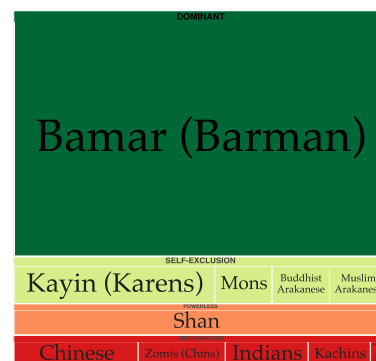 DOMINANT
Bamar (Barman)
SELF-EXCLUSION
Kayin (Karens)
Mons
Buddhist
Arakanese
Muslim
Arakanes
POWERLESS
Shan
Chinese
Zomis (Chins)
Indians
Kachins